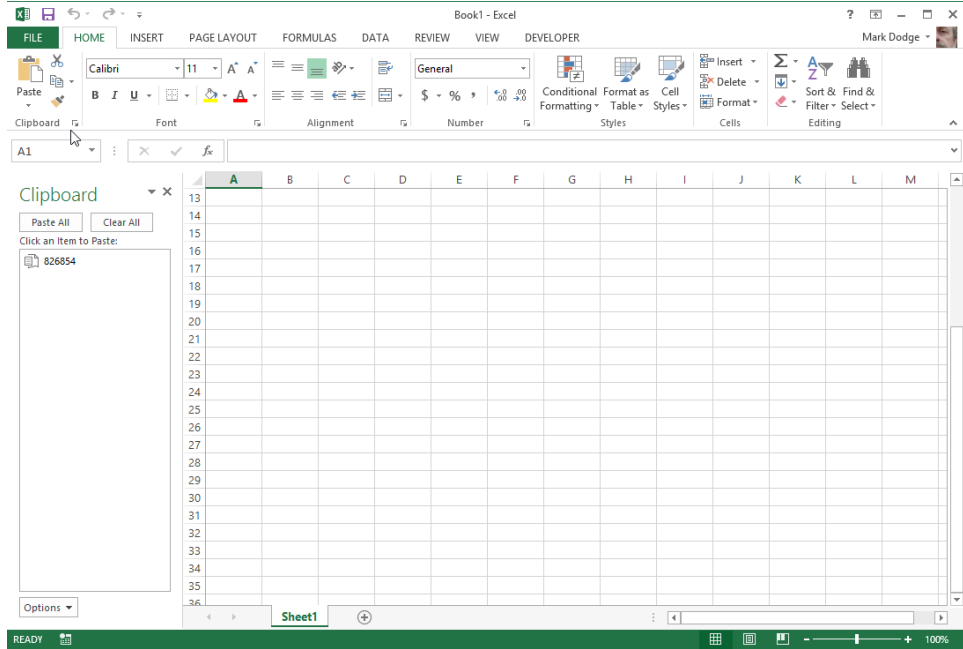 Book1 - Excel
FILE HOME INSERT PAGE LAYOUT FORMULAS DATA REVIEW VIEW DEVELOPER Mark Dodge
Calibri 11 General
Paste
B I U $ % , Conditional Formatting Format as Table Cell Styles
Insert
Delete
Format
Sort & Filter Find & Select
Clipboard Font Alignment Number Styles Cells Editing
A1 fx
Clipboard
Paste All Clear All
Click an Item to Paste:
826854
Options
A B C D E F G H I J K L M
13
14
15
16
17
18
19
20
21
22
23
24
25
26
27
28
29
30
31
32
33
34
35
36
Sheet1
READY 100%